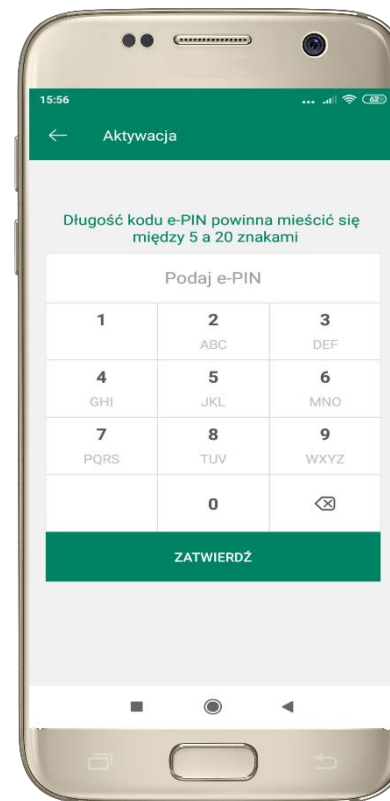 15:56
62
Aktywacja
Długość kodu e-PIN powinna mieścić się
między 5 a 20 znakami
Podaj e-PIN
1 2 3
ABC DEF
4 5 6
GHI JKL MNO
7 8 9
PQRS TUV WXYZ
0
ZATWIERDŹ